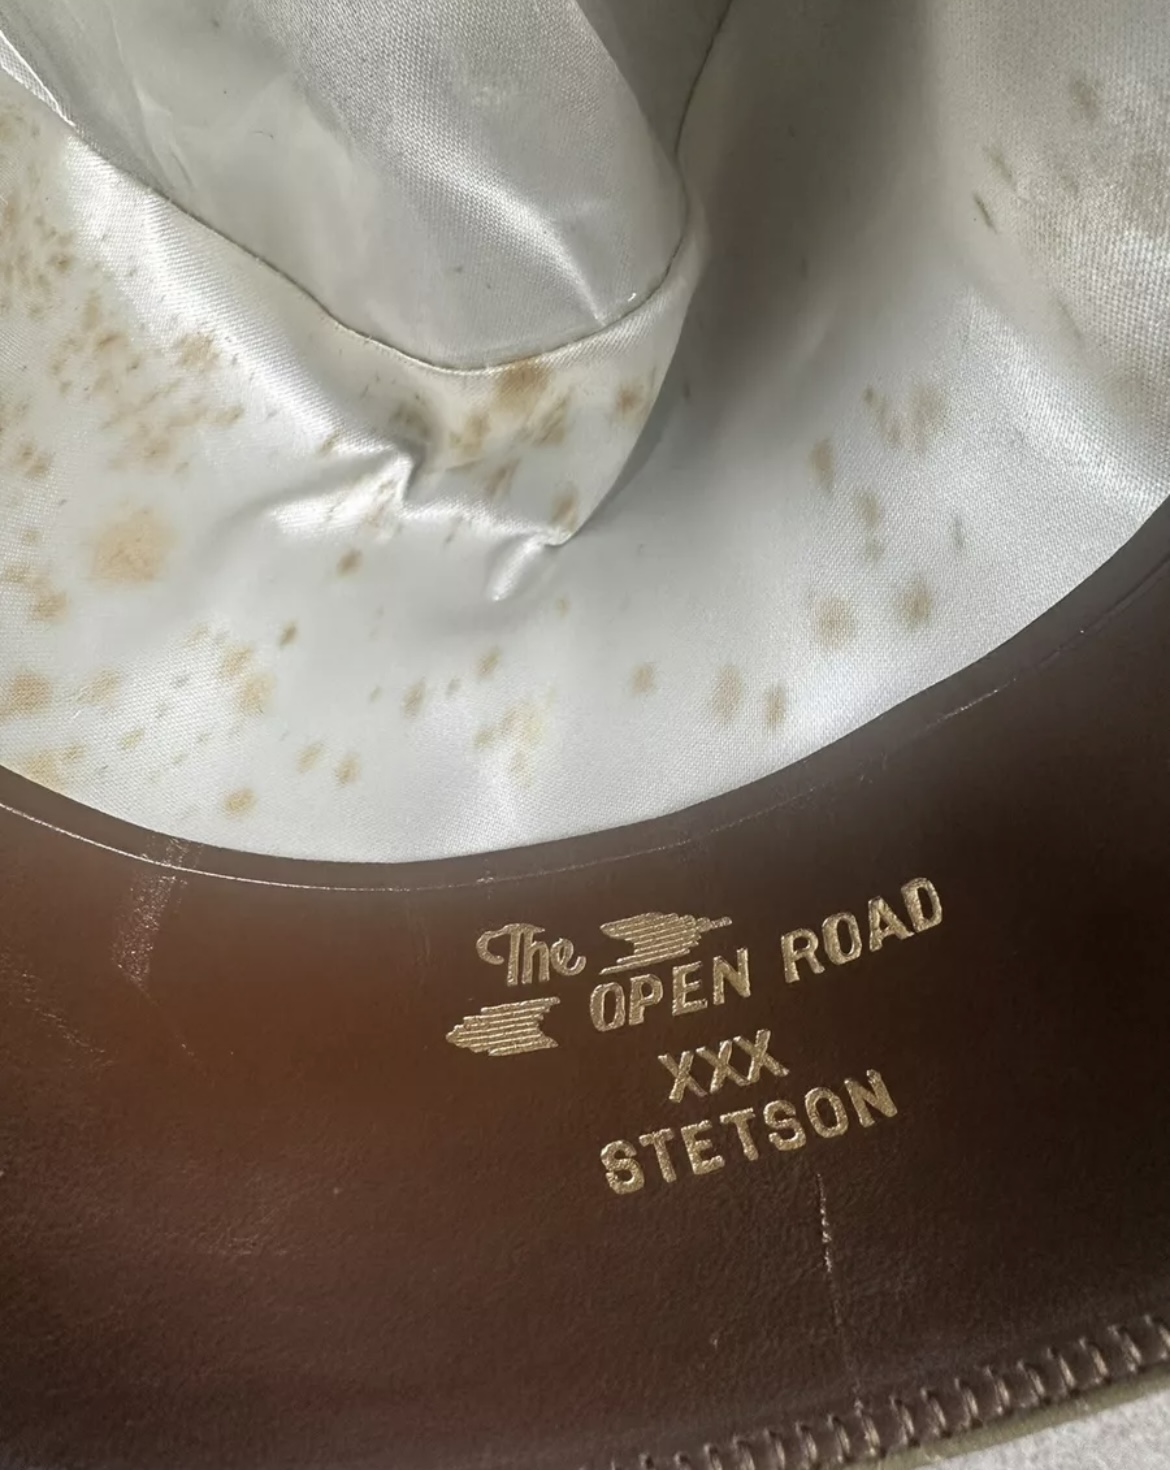 The
OPEN ROAD
XXX
STETSON